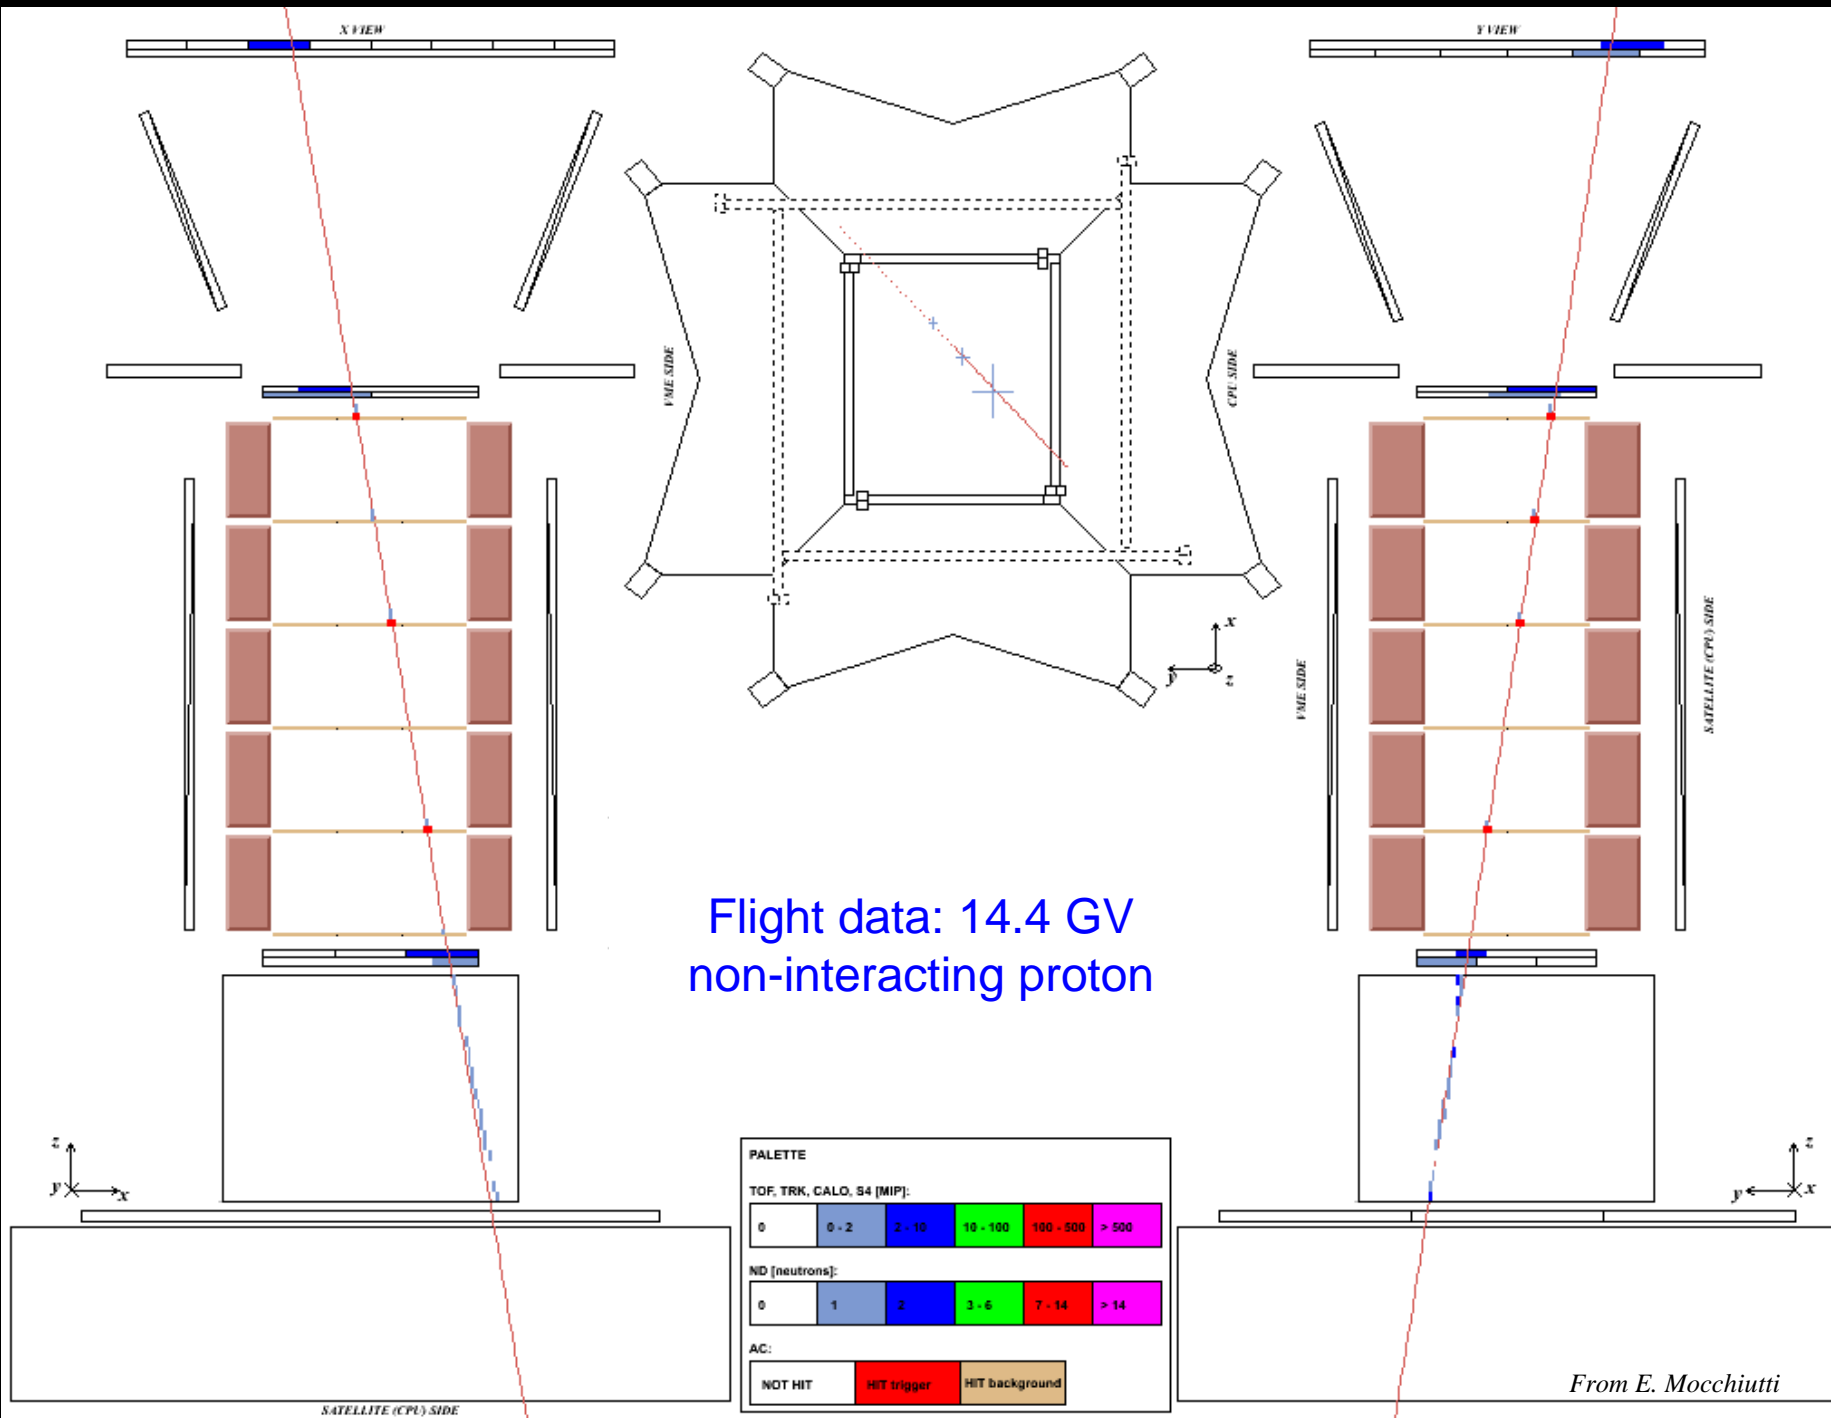 X VIEW
Y VIEW
VME SIDE
CPU SIDE
x
y
z
VME SIDE
SATELLITE (CPU) SIDE
Flight data: 14.4 GV
non-interacting proton
z
y x
z
y x
PALETTE
TOF, TRK, CALO, S4 [MIP]:
0 0 - 2 2 - 10 10 - 100 100 - 500 > 500
ND [neutrons]:
0 1 2 3 - 6 7 - 14 > 14
AC:
NOT HIT HIT trigger HIT background
From E. Mocchiutti
SATELLITE (CPU) SIDE